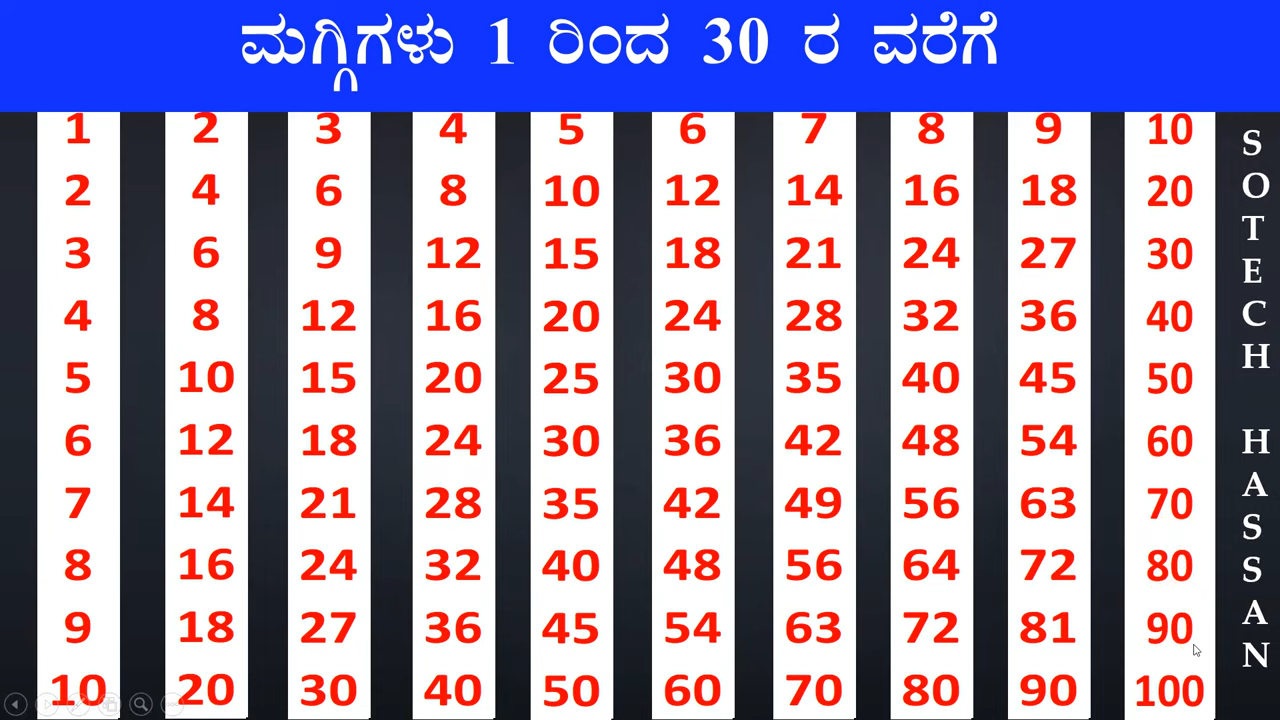 ಮಗ್ಗಿಗಳು 1 ರಿಂದ 30 ರ ವರೆಗೆ
1 2 3 4 5 6 7 8 9 10
2 4 6 8 10 12 14 16 18 20
3 6 9 12 15 18 21 24 27 30
4 8 12 16 20 24 28 32 36 40
5 10 15 20 25 30 35 40 45 50
6 12 18 24 30 36 42 48 54 60
7 14 21 28 35 42 49 56 63 70
8 16 24 32 40 48 56 64 72 80
9 18 27 36 45 54 63 72 81 90
10 20 30 40 50 60 70 80 90 100
SOTECH HASSAN